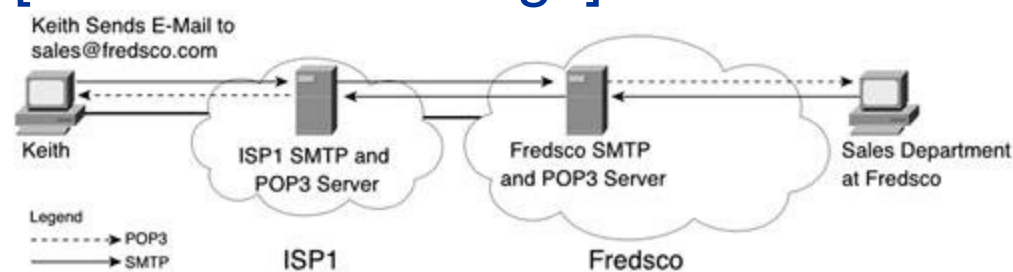 Keith Sends E-Mail to
sales@fredsco.com
Keith
ISP1 SMTP and
POP3 Server
Fredsco SMTP
and POP3 Server
Sales Department
at Fredsco
Legend
POP3
SMTP
ISP1
Fredsco